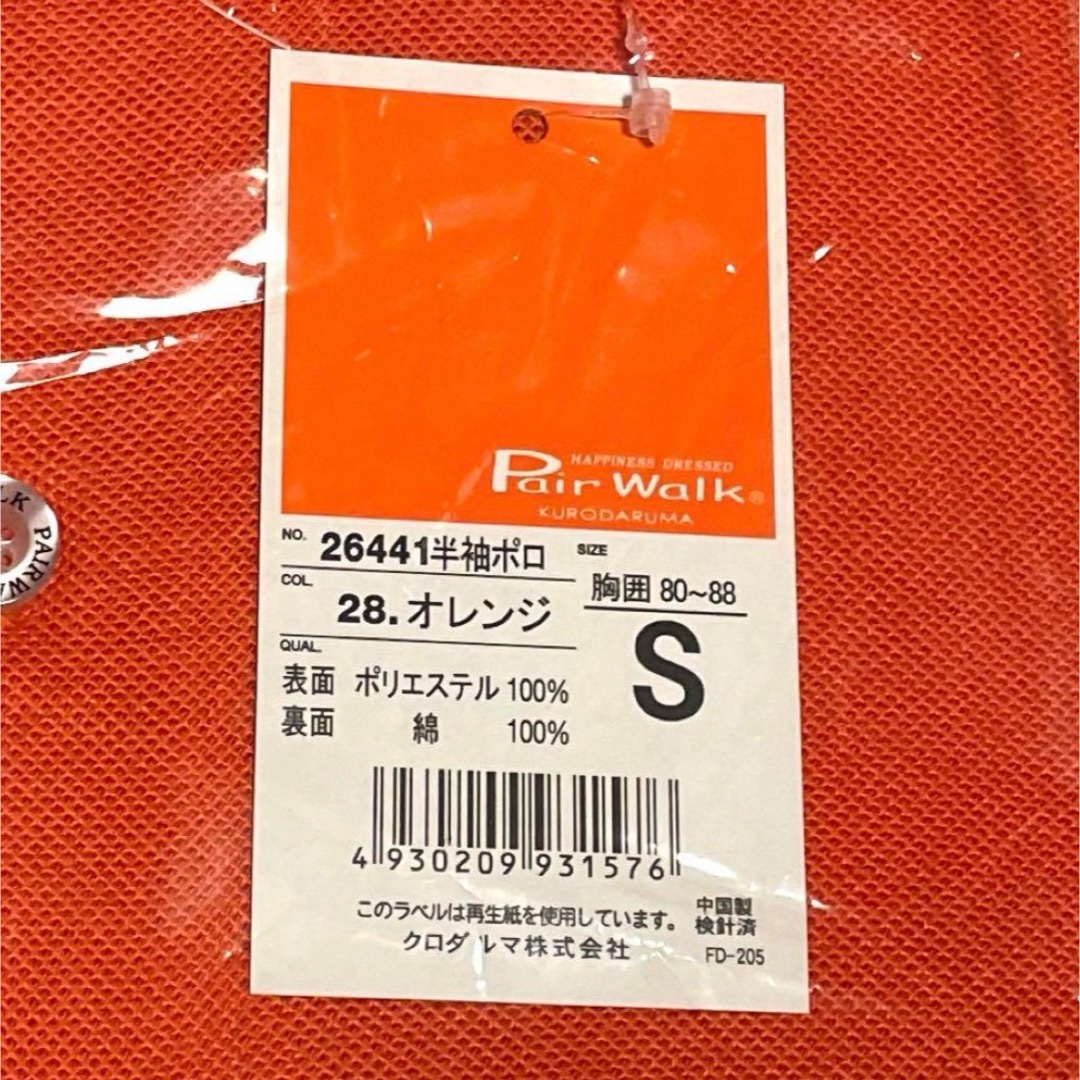 HAPPINESS DRESSED
Pair Walk®
KURODARUMA
NO. 26441半袖ポロ
COL. 28.オレンジ
SIZE
胸囲 80~88
S
QUAL.
表面 ポリエステル 100%
裏面 綿 100%
4 930209 931576
このラベルは再生紙を使用しています。
クロダルマ株式会社
中国製
検針済
FD-205
LK PAIRWA